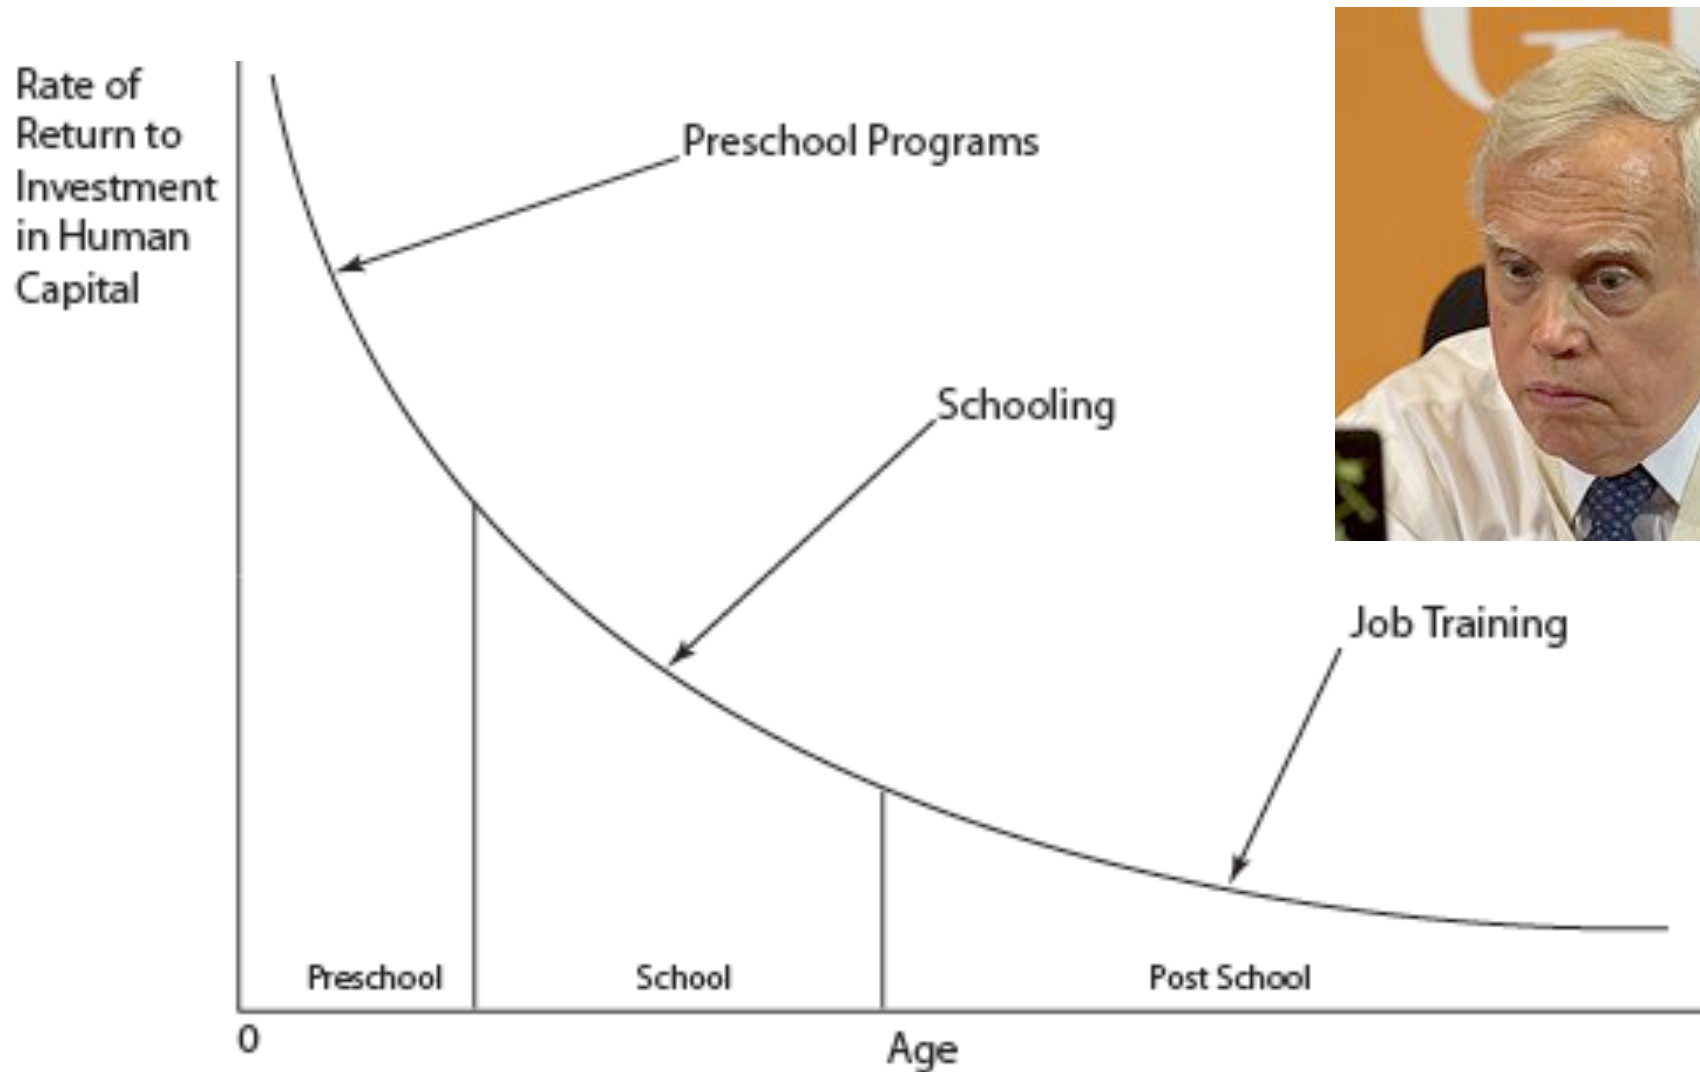 Rate of
Return to
Investment
in Human
Capital
Preschool Programs
Schooling
Job Training
Preschool
School
Post School
0
Age